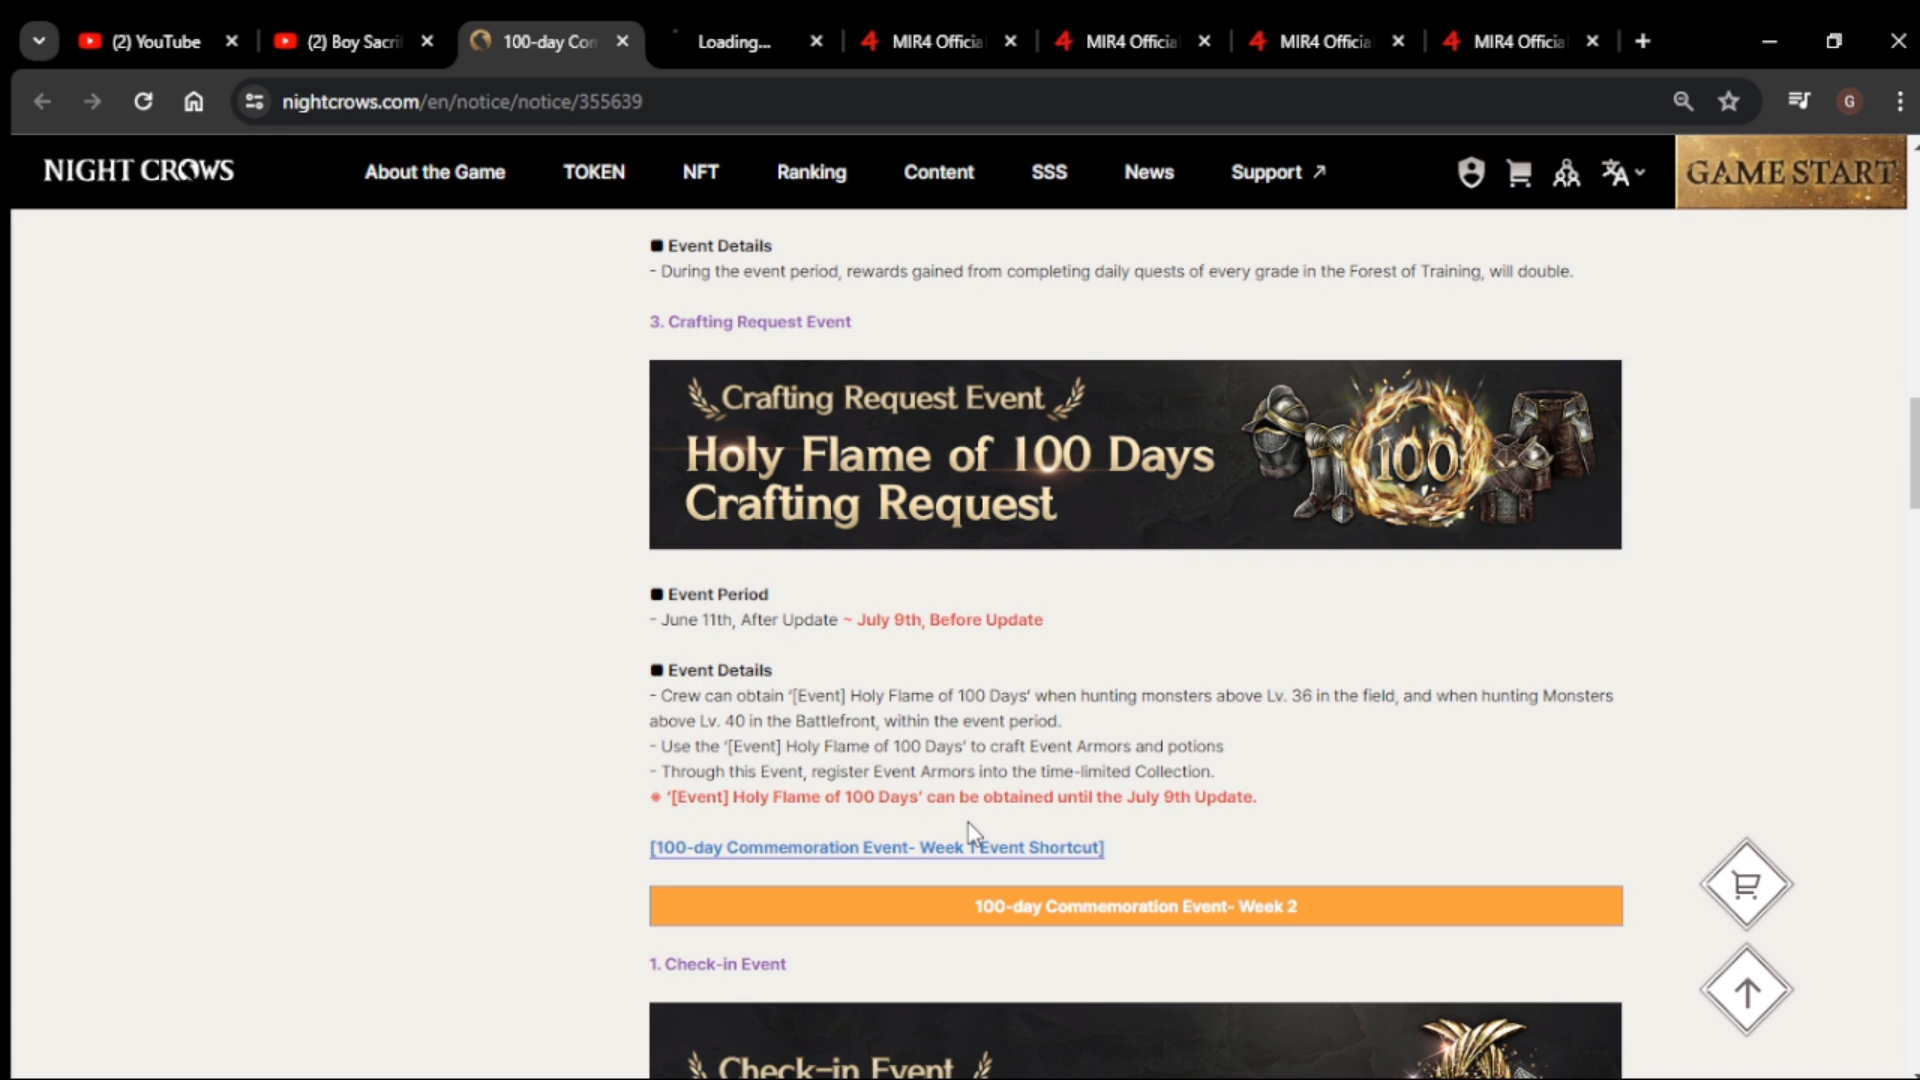 (2) YouTube
(2) Boy Sacri
100-day Con
Loading...
MIR4 Officia
MIR4 Officia
MIR4 Officia
MIR4 Officia
nightcrows.com/en/notice/notice/355639
G
NIGHT CROWS
About the Game
TOKEN
NFT
Ranking
Content
SSS
News
Support
GAME START
■ Event Details
- During the event period, rewards gained from completing daily quests of every grade in the Forest of Training, will double.
3. Crafting Request Event
Crafting Request Event
Holy Flame of 100 Days
Crafting Request
100
■ Event Period
- June 11th, After Update ~ July 9th, Before Update
■ Event Details
- Crew can obtain '[Event] Holy Flame of 100 Days' when hunting monsters above Lv. 36 in the field, and when hunting Monsters
above Lv. 40 in the Battlefront, within the event period.
- Use the '[Event] Holy Flame of 100 Days' to craft Event Armors and potions
- Through this Event, register Event Armors into the time-limited Collection.
※ '[Event] Holy Flame of 100 Days' can be obtained until the July 9th Update.
[100-day Commemoration Event- Week 1 Event Shortcut]
100-day Commemoration Event- Week 2
1. Check-in Event
Check-in Event